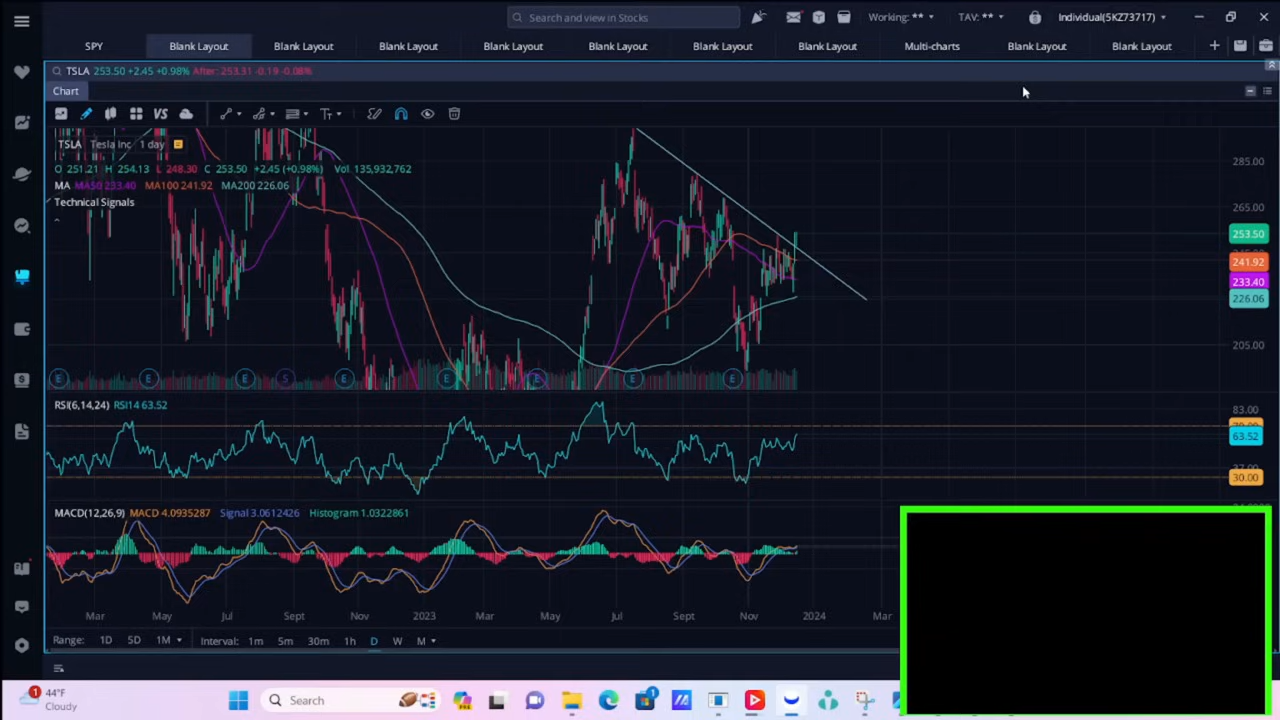 Search and view in Stocks
Working: **
TAV: **
Individual(5KZ73717)
SPY
Blank Layout
Blank Layout
Blank Layout
Blank Layout
Blank Layout
Blank Layout
Blank Layout
Multi-charts
Blank Layout
Blank Layout
TSLA 253.50 +2.45 +0.98% After: 253.31 -0.19 -0.08%
Chart
VS
TSLA Tesla Inc 1 day
O 251.21 H 254.13 L 248.30 C 253.50 +2.45 (+0.98%) Vol 135,932,762
MA MA50 233.40 MA100 241.92 MA200 226.06
Technical Signals
285.00
265.00
253.50
241.92
233.40
226.06
205.00
E E E S E E E E E
RSI(6,14,24) RSI14 63.52
83.00
63.52
30.00
MACD(12,26,9) MACD 4.0935287 Signal 3.0612426 Histogram 1.0322861
Mar May Jul Sept Nov 2023 Mar May Jul Sept Nov 2024 Mar
Range: 1D 5D 1M Interval: 1m 5m 30m 1h D W M
1
44°F
Cloudy
Search
1